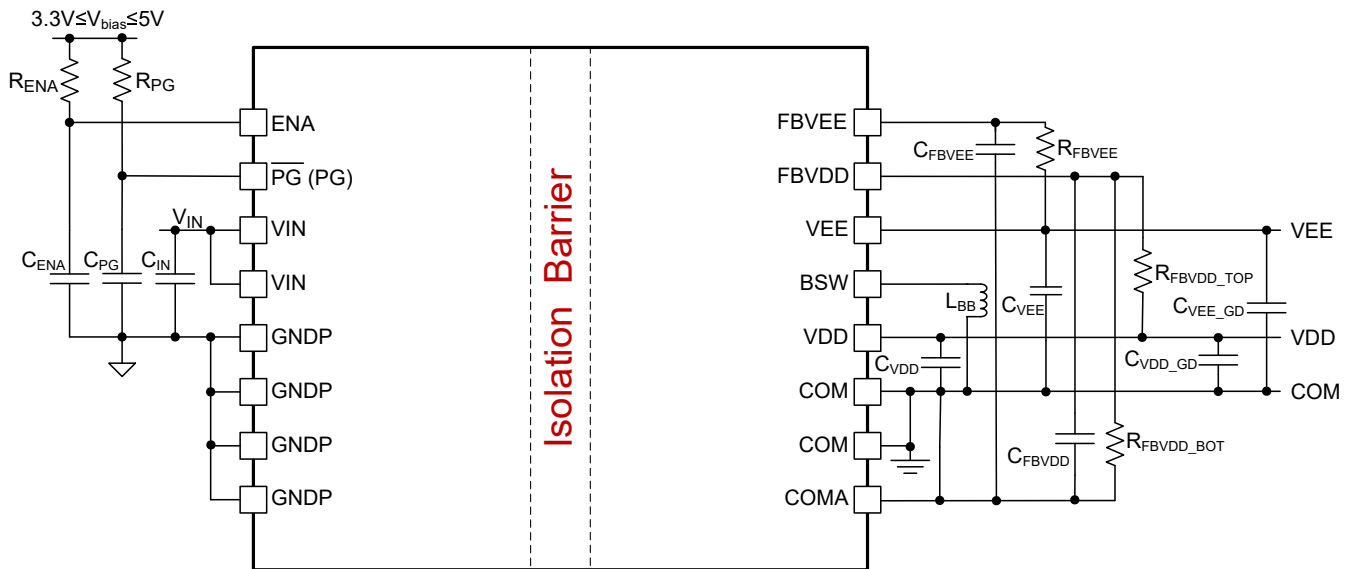 3.3V≤Vbias≤5V
RENA
RPG
ENA
PG (PG)
VIN
VIN
VIN
CENA
CPG
CIN
GNDP
GNDP
GNDP
GNDP
Isolation Barrier
FBVEE
FBVDD
VEE
BSW
VDD
COM
COM
COMA
CFBVEE
RFBVEE
LBB
CVEE
CVDD
RFBVDD_TOP
CVEE_GD
CVDD_GD
CFBVDD
RFBVDD_BOT
VEE
VDD
COM